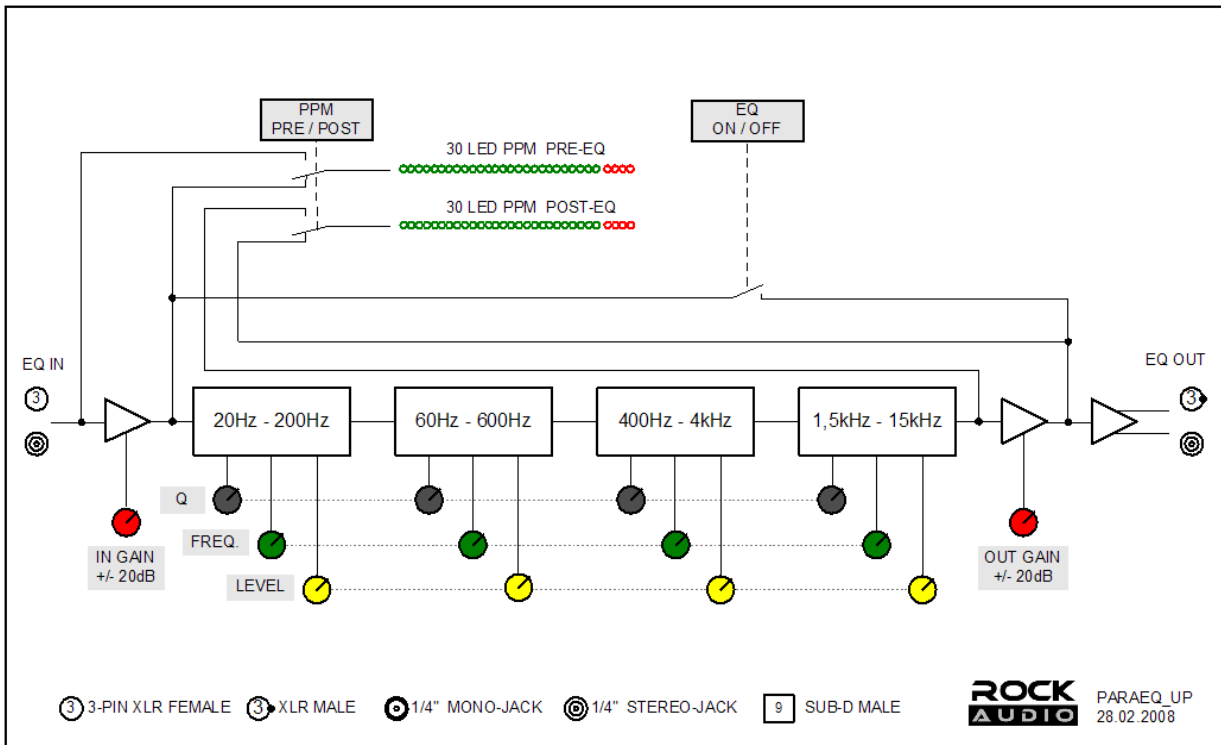 PPM
PRE / POST
EQ
ON / OFF
30 LED PPM PRE-EQ
30 LED PPM POST-EQ
EQ IN
EQ OUT
3
3
20Hz - 200Hz
60Hz - 600Hz
400Hz - 4kHz
1,5kHz - 15kHz
Q
FREQ.
LEVEL
IN GAIN
+/- 20dB
OUT GAIN
+/- 20dB
3 3-PIN XLR FEMALE
3 XLR MALE
1/4" MONO-JACK
1/4" STEREO-JACK
9 SUB-D MALE
ROCK
AUDIO
PARAEQ_UP
28.02.2008